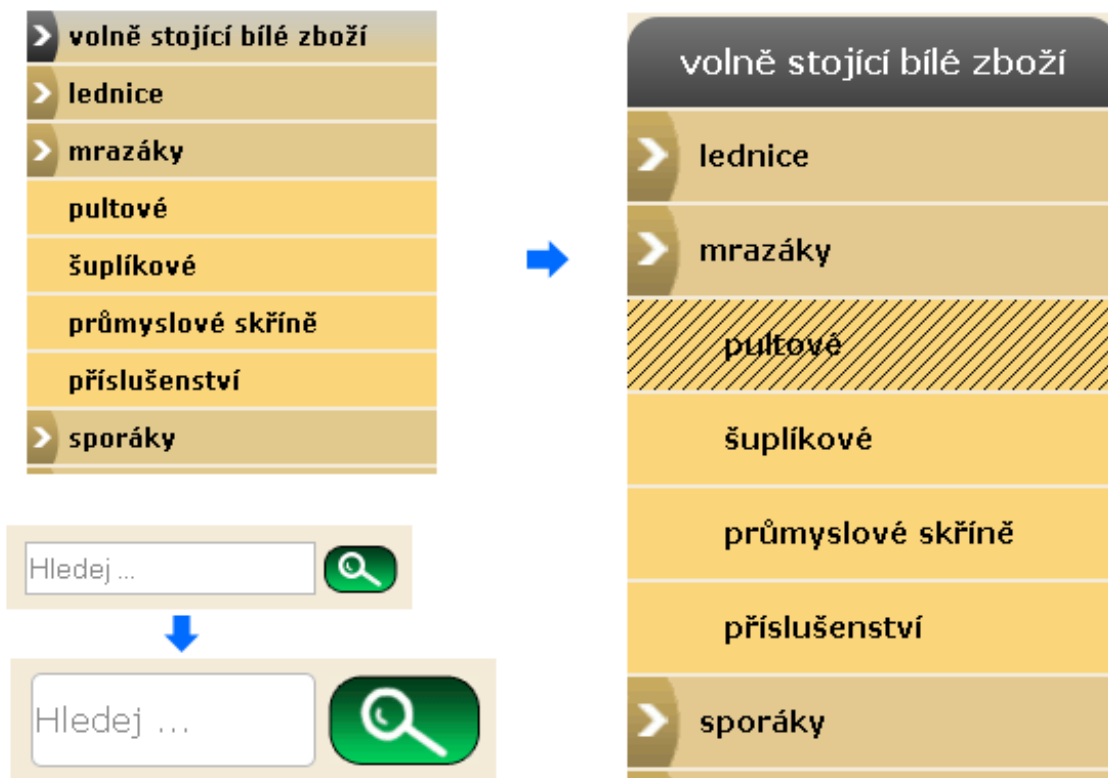 volně stojící bílé zboží
lednice
mrazáky
pultové
šuplíkové
průmyslové skříně
příslušenství
sporáky
Hledej ...
Hledej ...
volně stojící bílé zboží
lednice
mrazáky
pultové
šuplíkové
průmyslové skříně
příslušenství
sporáky